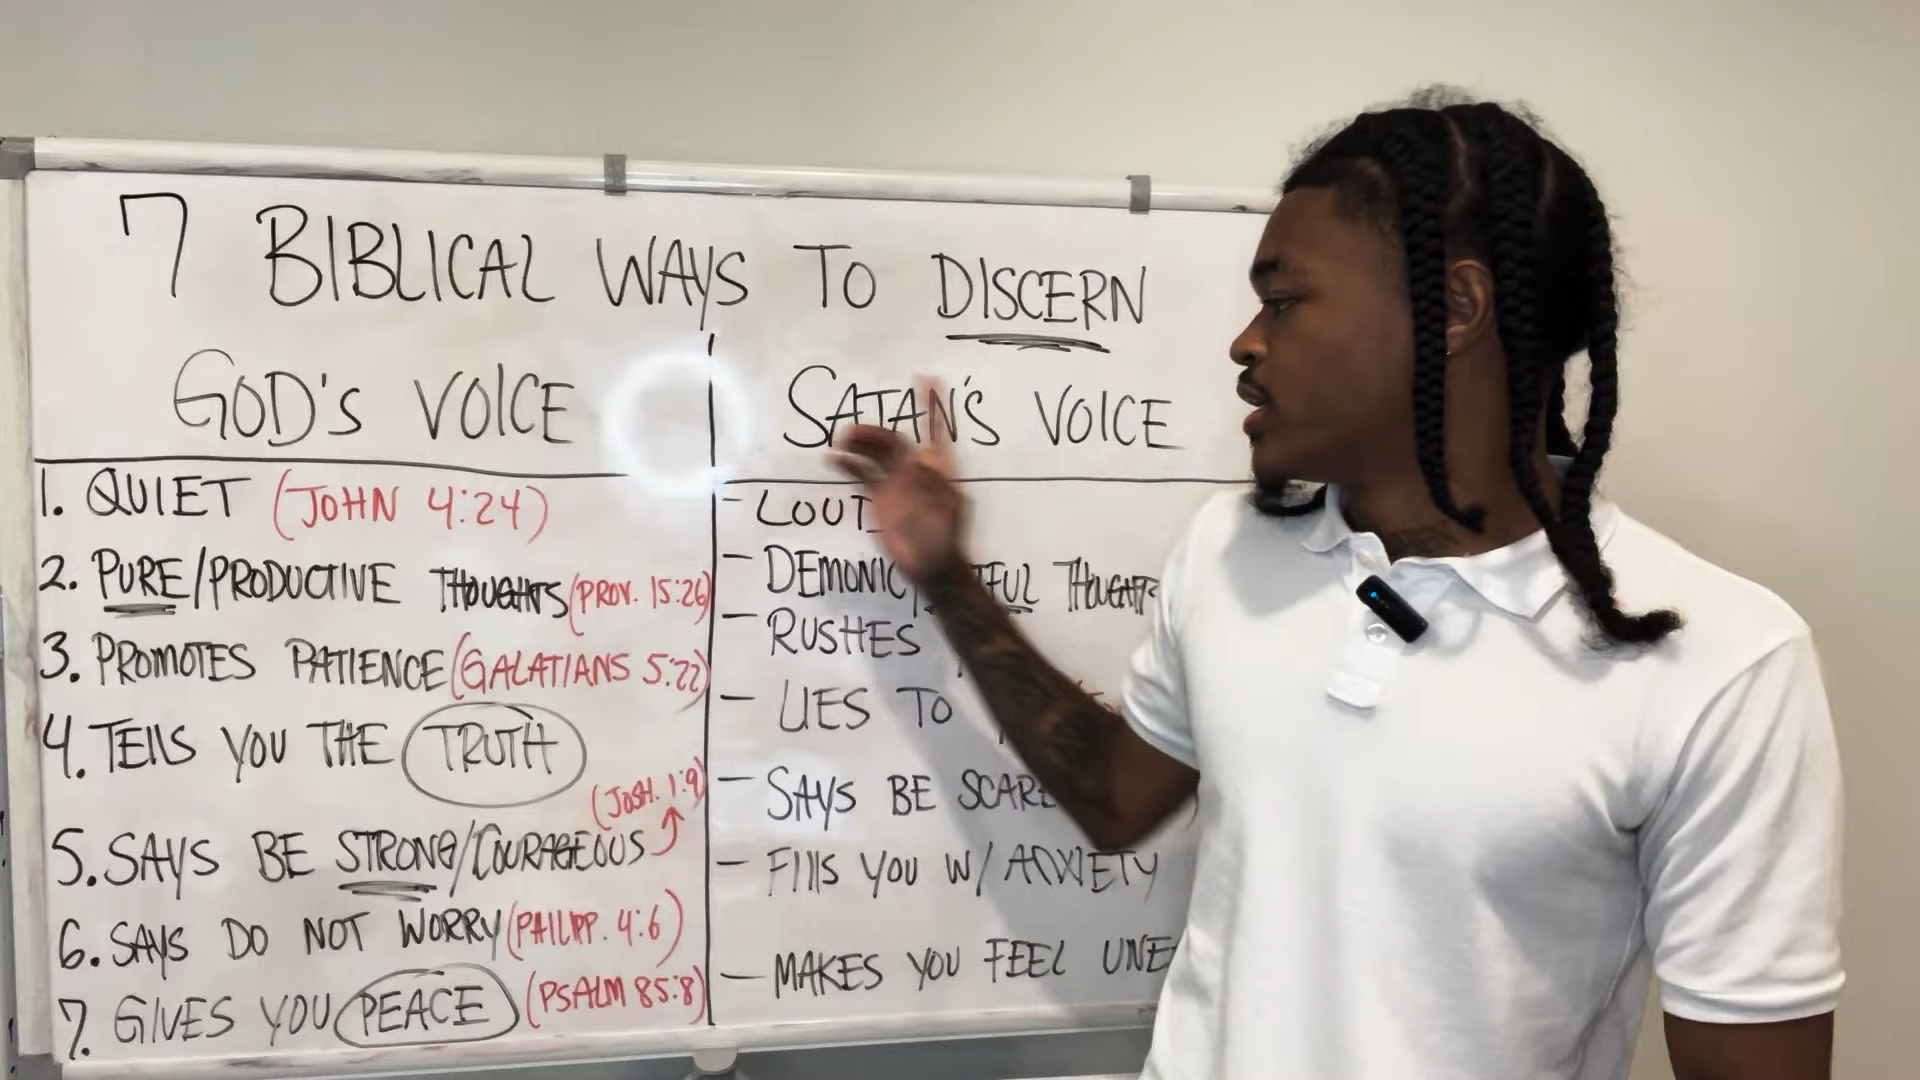 7 BIBLICAL WAYS TO DISCERN
GOD'S VOICE
1. QUIET (JOHN 4:24)
2. PURE/PRODUCTIVE THOUGHTS (PROV. 15:26)
3. PROMOTES PATIENCE (GALATIANS 5:22)
4. TELLS YOU THE TRUTH
5. SAYS BE STRONG/COURAGEOUS (JOSH. 1:9)
6. SAYS DO NOT WORRY (PHILIPP. 4:6)
7. GIVES YOU PEACE (PSALM 85:8)
SATAN'S VOICE
- LOUD
- DEMONIC THOUGHTS
- RUSHES
- LIES TO
- SAYS BE
- FILLS YOU W/ ANXIETY
- MAKES YOU FEEL